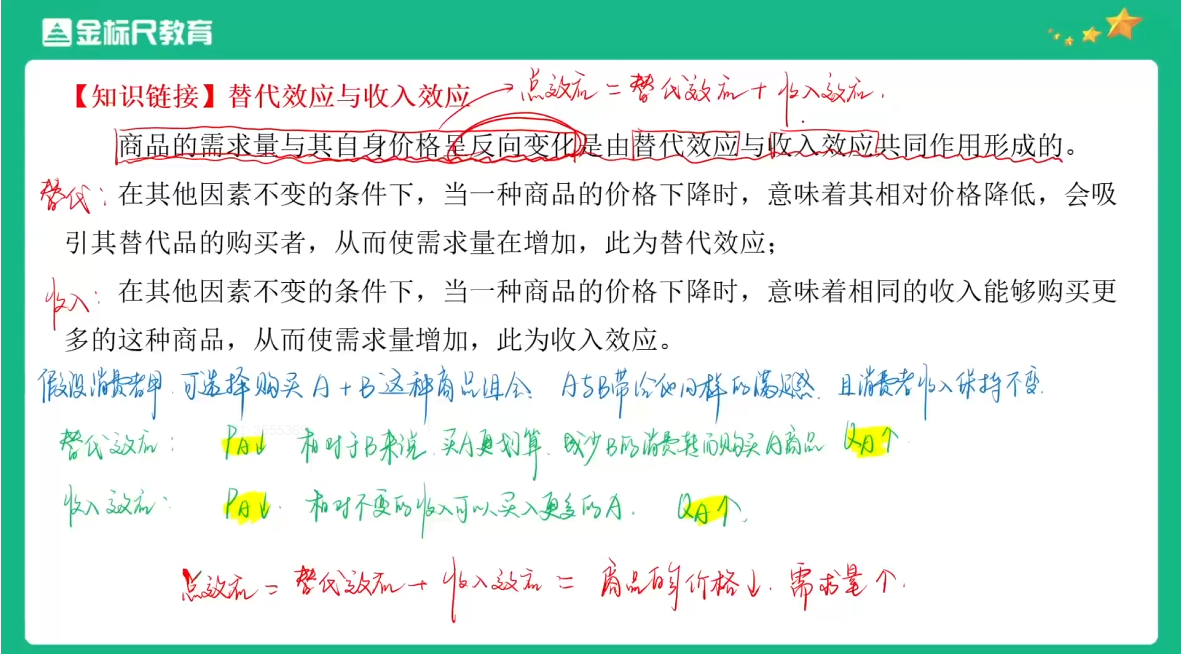 金标尺教育
【知识链接】替代效应与收入效应 → 总效应 = 替代效应 + 收入效应.
商品的需求量与其自身价格呈反向变化是由替代效应与收入效应共同作用形成的。
替代: 在其他因素不变的条件下，当一种商品的价格下降时，意味着其相对价格降低，会吸
引其替代品的购买者，从而使需求量在增加，此为替代效应；
收入: 在其他因素不变的条件下，当一种商品的价格下降时，意味着相同的收入能够购买更
多的这种商品，从而使需求量增加，此为收入效应。
假设消费者甲.可选择购买A+B这种商品组合. A与B带给他同样的满足感. 且消费者收入保持不变.
替代效应: PA↓ 相对于B来说.买A更划算.减少B的消费转而购买A商品 QA↑.
收入效应: PA↓. 相对不变的收入可以买入更多的A. QA↑.
总效应 = 替代效应 + 收入效应 = 商品的价格↓. 需求量个.